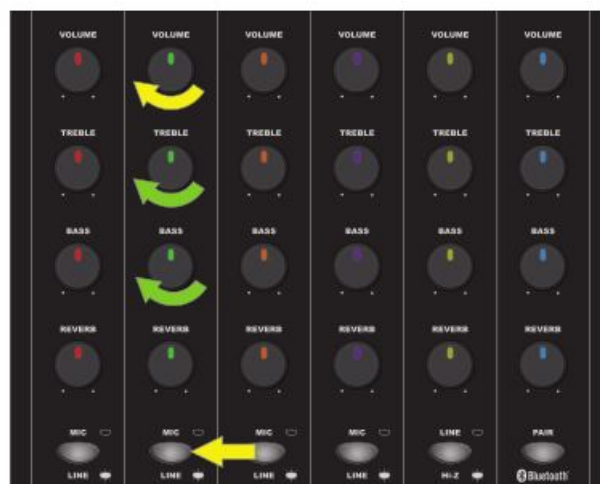 VOLUME VOLUME VOLUME VOLUME VOLUME VOLUME
TREBLE TREBLE TREBLE TREBLE TREBLE TREBLE
BASS BASS BASS BASS BASS BASS
REVERB REVERB REVERB REVERB REVERB REVERB
MIC MIC MIC MIC LINE PAIR
LINE LINE LINE LINE Hi-Z Bluetooth